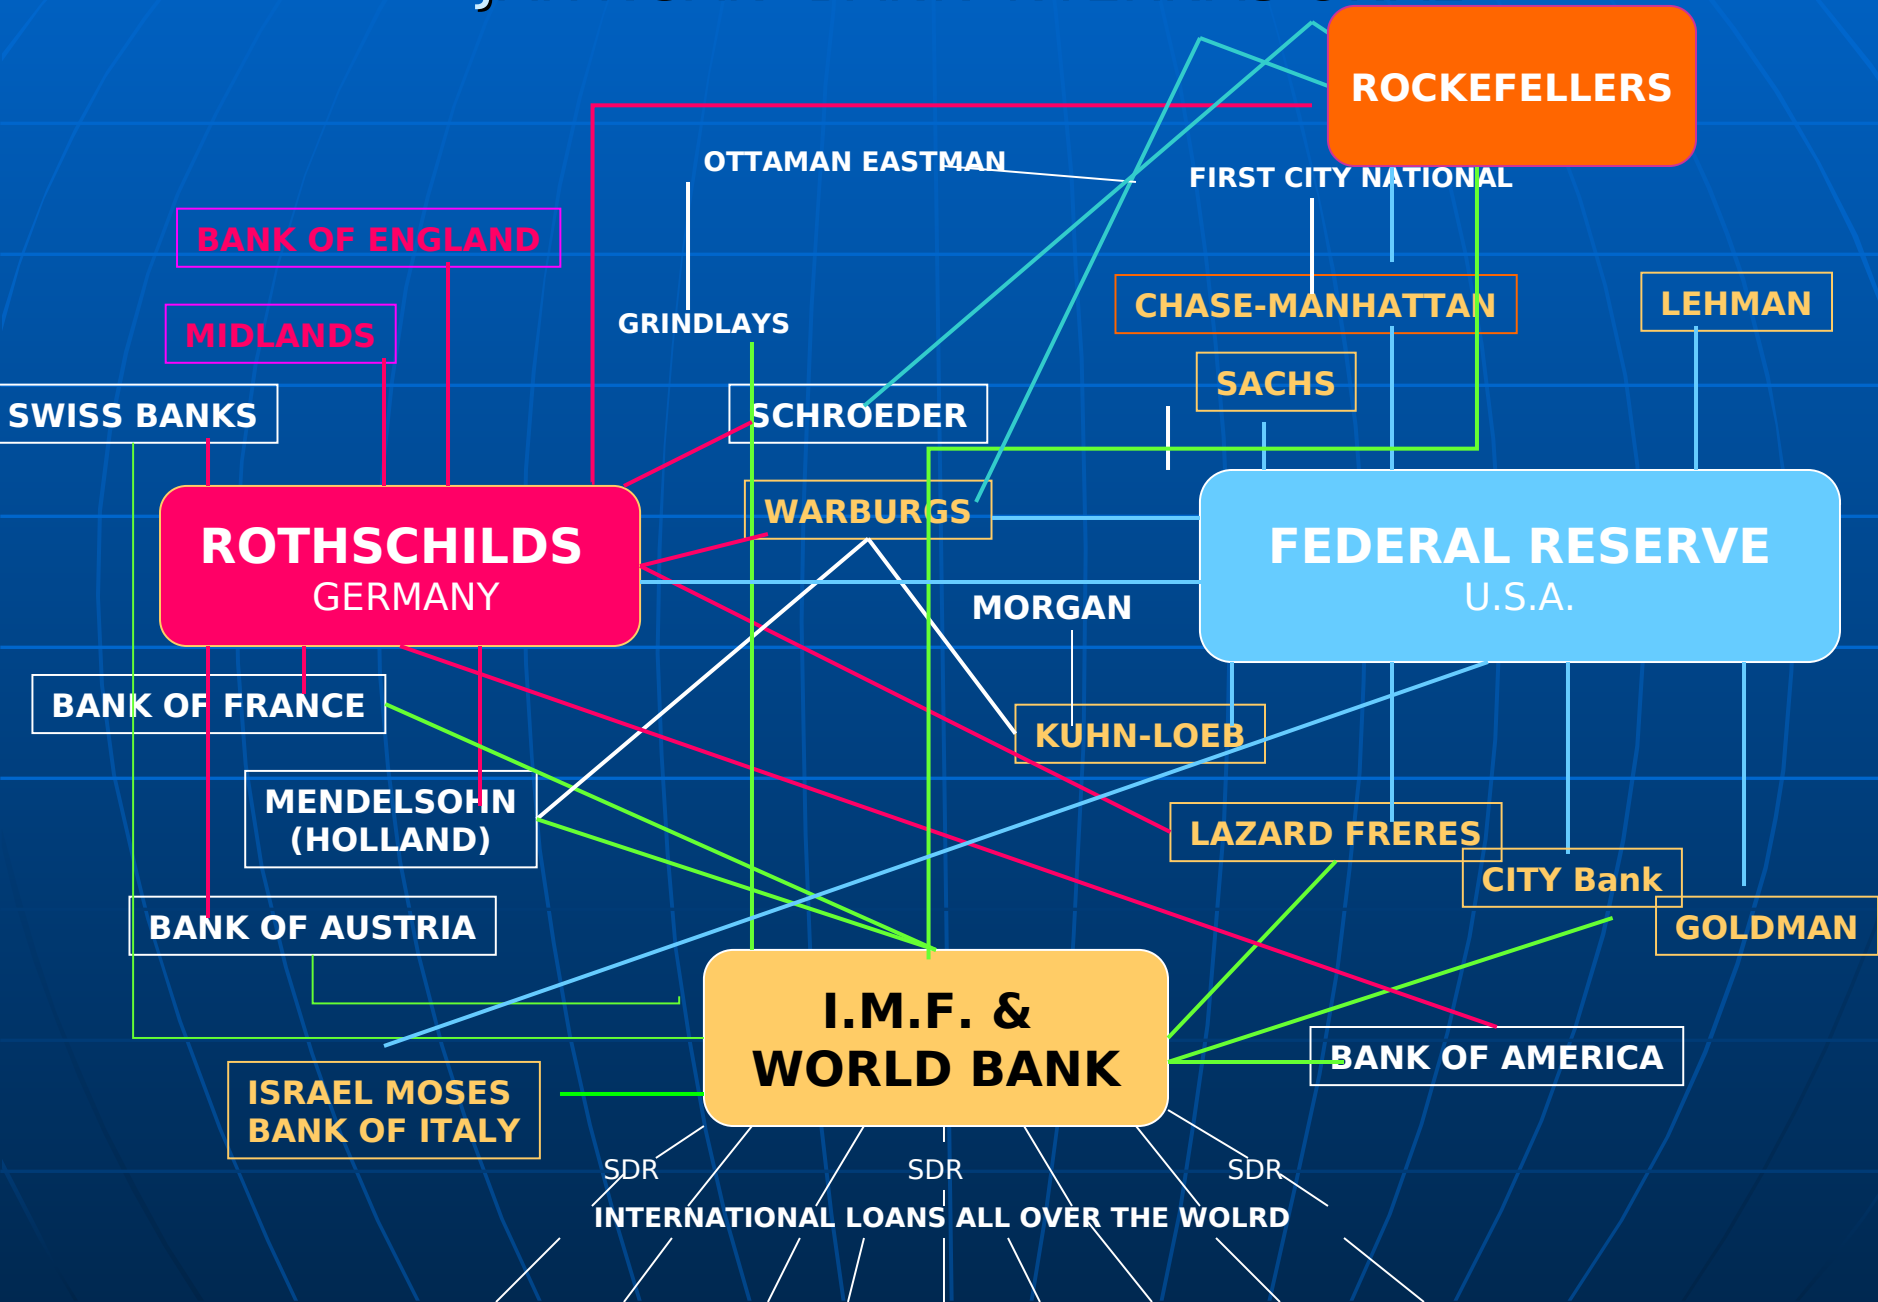 ROCKEFELLERS
OTTAMAN EASTMAN
FIRST CITY NATIONAL
BANK OF ENGLAND
CHASE-MANHATTAN
LEHMAN
MIDLANDS
GRINDLAYS
SACHS
SWISS BANKS
SCHROEDER
WARBURGS
ROTHSCHILDS
GERMANY
FEDERAL RESERVE
U.S.A.
MORGAN
BANK OF FRANCE
KUHN-LOEB
MENDELSOHN
(HOLLAND)
LAZARD FRERES
CITY Bank
BANK OF AUSTRIA
GOLDMAN
I.M.F. &
WORLD BANK
BANK OF AMERICA
ISRAEL MOSES
BANK OF ITALY
SDR
SDR
SDR
INTERNATIONAL LOANS ALL OVER THE WOLRD